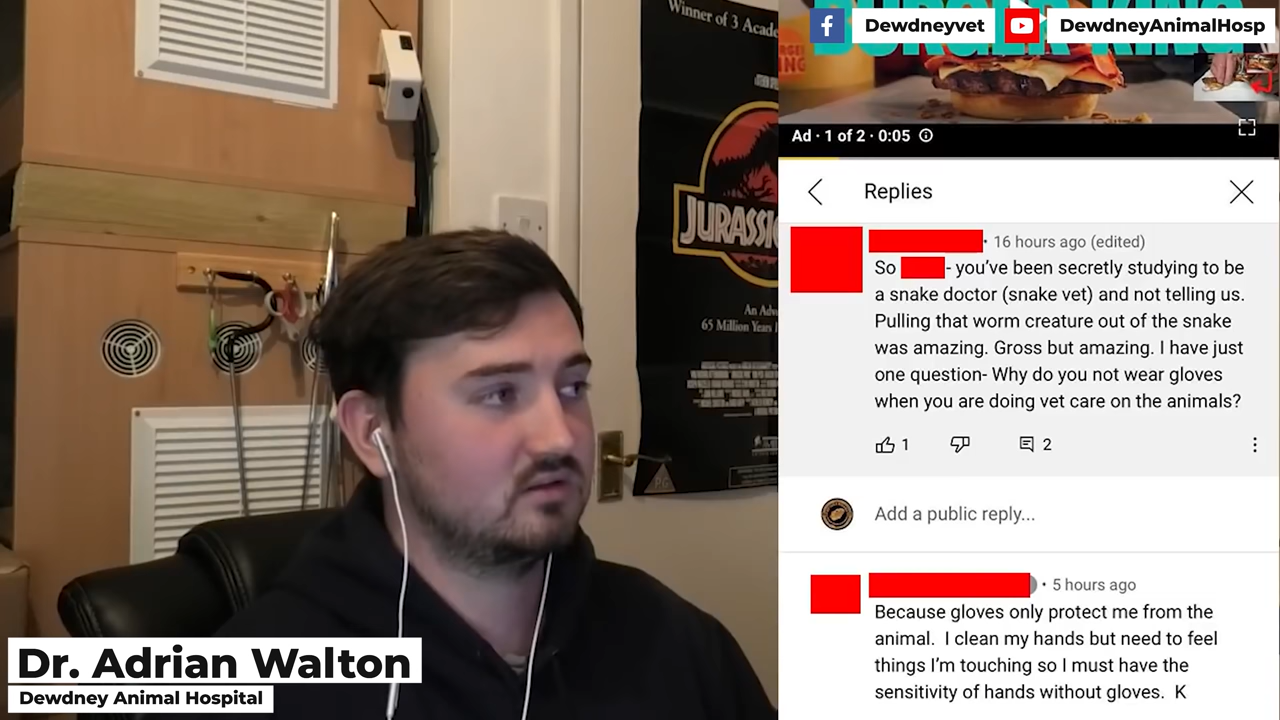 Dewdneyvet
DewdneyAnimalHosp
BURGER KING
Ad · 1 of 2 · 0:05
Replies
16 hours ago (edited)
So - you've been secretly studying to be
a snake doctor (snake vet) and not telling us.
Pulling that worm creature out of the snake
was amazing. Gross but amazing. I have just
one question- Why do you not wear gloves
when you are doing vet care on the animals?
1
2
Add a public reply...
5 hours ago
Because gloves only protect me from the
animal. I clean my hands but need to feel
things I'm touching so I must have the
sensitivity of hands without gloves. K
Winner of 3 Acade
JURASSI
An Adv
65 Million Years
PG
Dr. Adrian Walton
Dewdney Animal Hospital